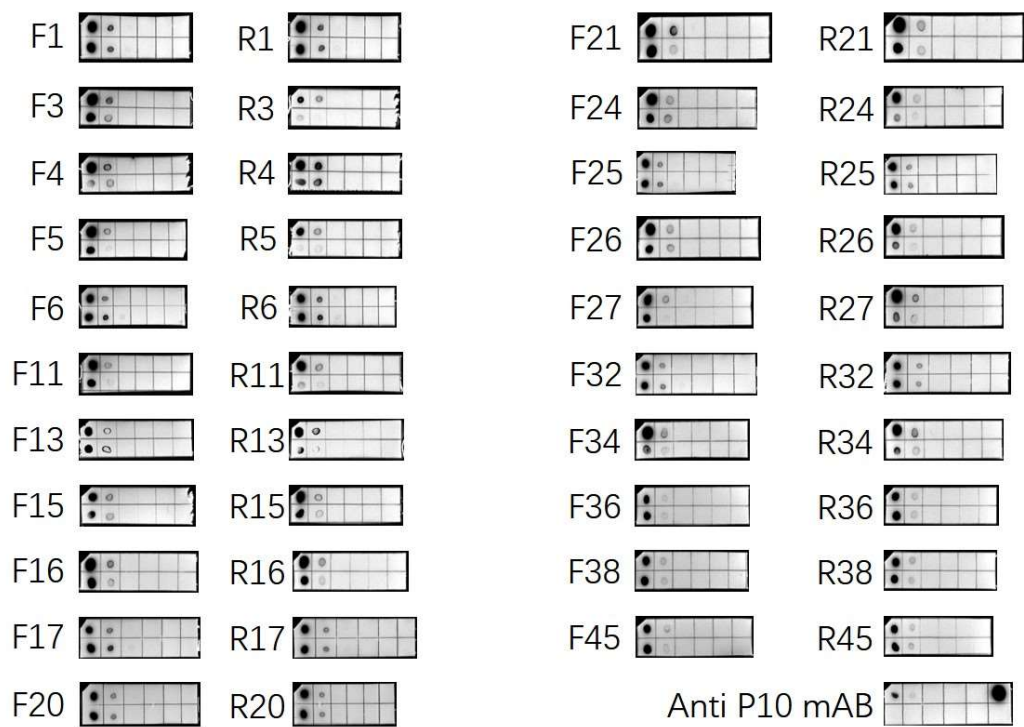 F1 R1 F21 R21
F3 R3 F24 R24
F4 R4 F25 R25
F5 R5 F26 R26
F6 R6 F27 R27
F11 R11 F32 R32
F13 R13 F34 R34
F15 R15 F36 R36
F16 R16 F38 R38
F17 R17 F45 R45
F20 R20 Anti P10 mAB